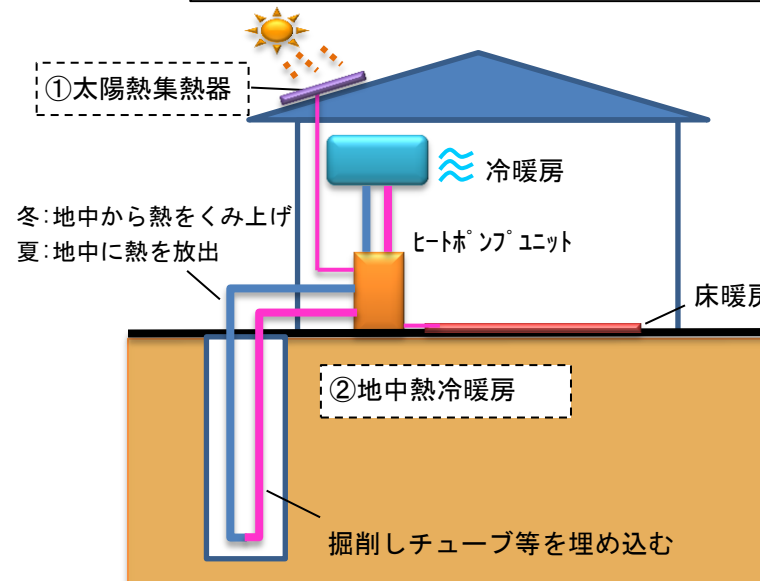 ①太陽熱集熱器
冷暖房
冬:地中から熱をくみ上げ
夏:地中に熱を放出
ﾋｰﾄﾎﾟﾝﾌﾟﾕﾆｯﾄ
床暖房
②地中熱冷暖房
掘削しチューブ等を埋め込む